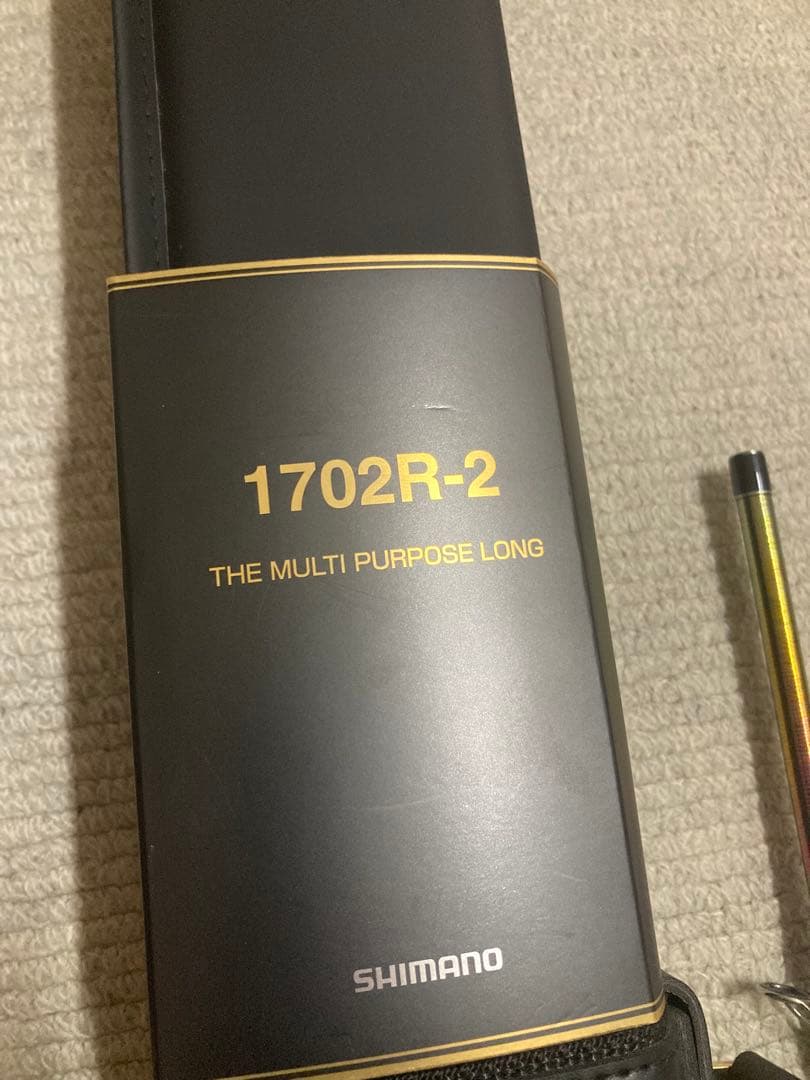 1702R-2
THE MULTI PURPOSE LONG
SHIMANO